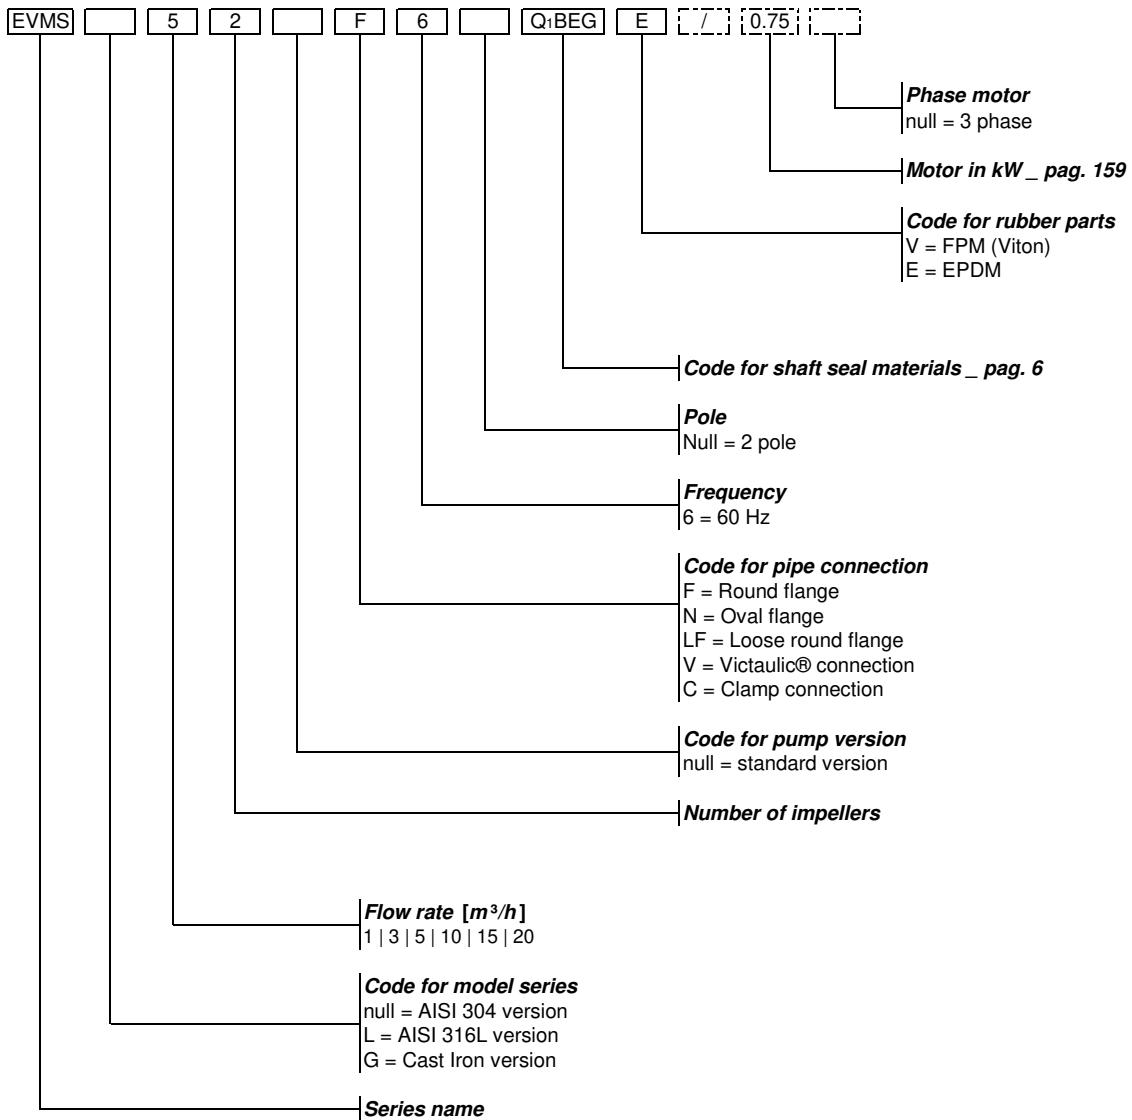 EVMS 5 2 F 6 Q1BEG E / 0.75
Phase motor
null = 3 phase
Motor in kW _ pag. 159
Code for rubber parts
V = FPM (Viton)
E = EPDM
Code for shaft seal materials _ pag. 6
Pole
Null = 2 pole
Frequency
6 = 60 Hz
Code for pipe connection
F = Round flange
N = Oval flange
LF = Loose round flange
V = Victaulic® connection
C = Clamp connection
Code for pump version
null = standard version
Number of impellers
Flow rate [m³/h]
1 | 3 | 5 | 10 | 15 | 20
Code for model series
null = AISI 304 version
L = AISI 316L version
G = Cast Iron version
Series name